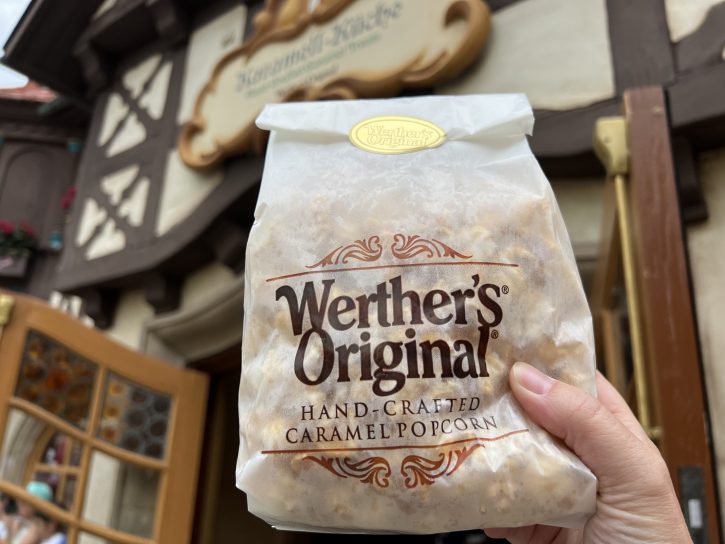 Karamell-Küche
Werther's
Original
Werther's®
Original®
HAND-CRAFTED
CARAMEL POPCORN